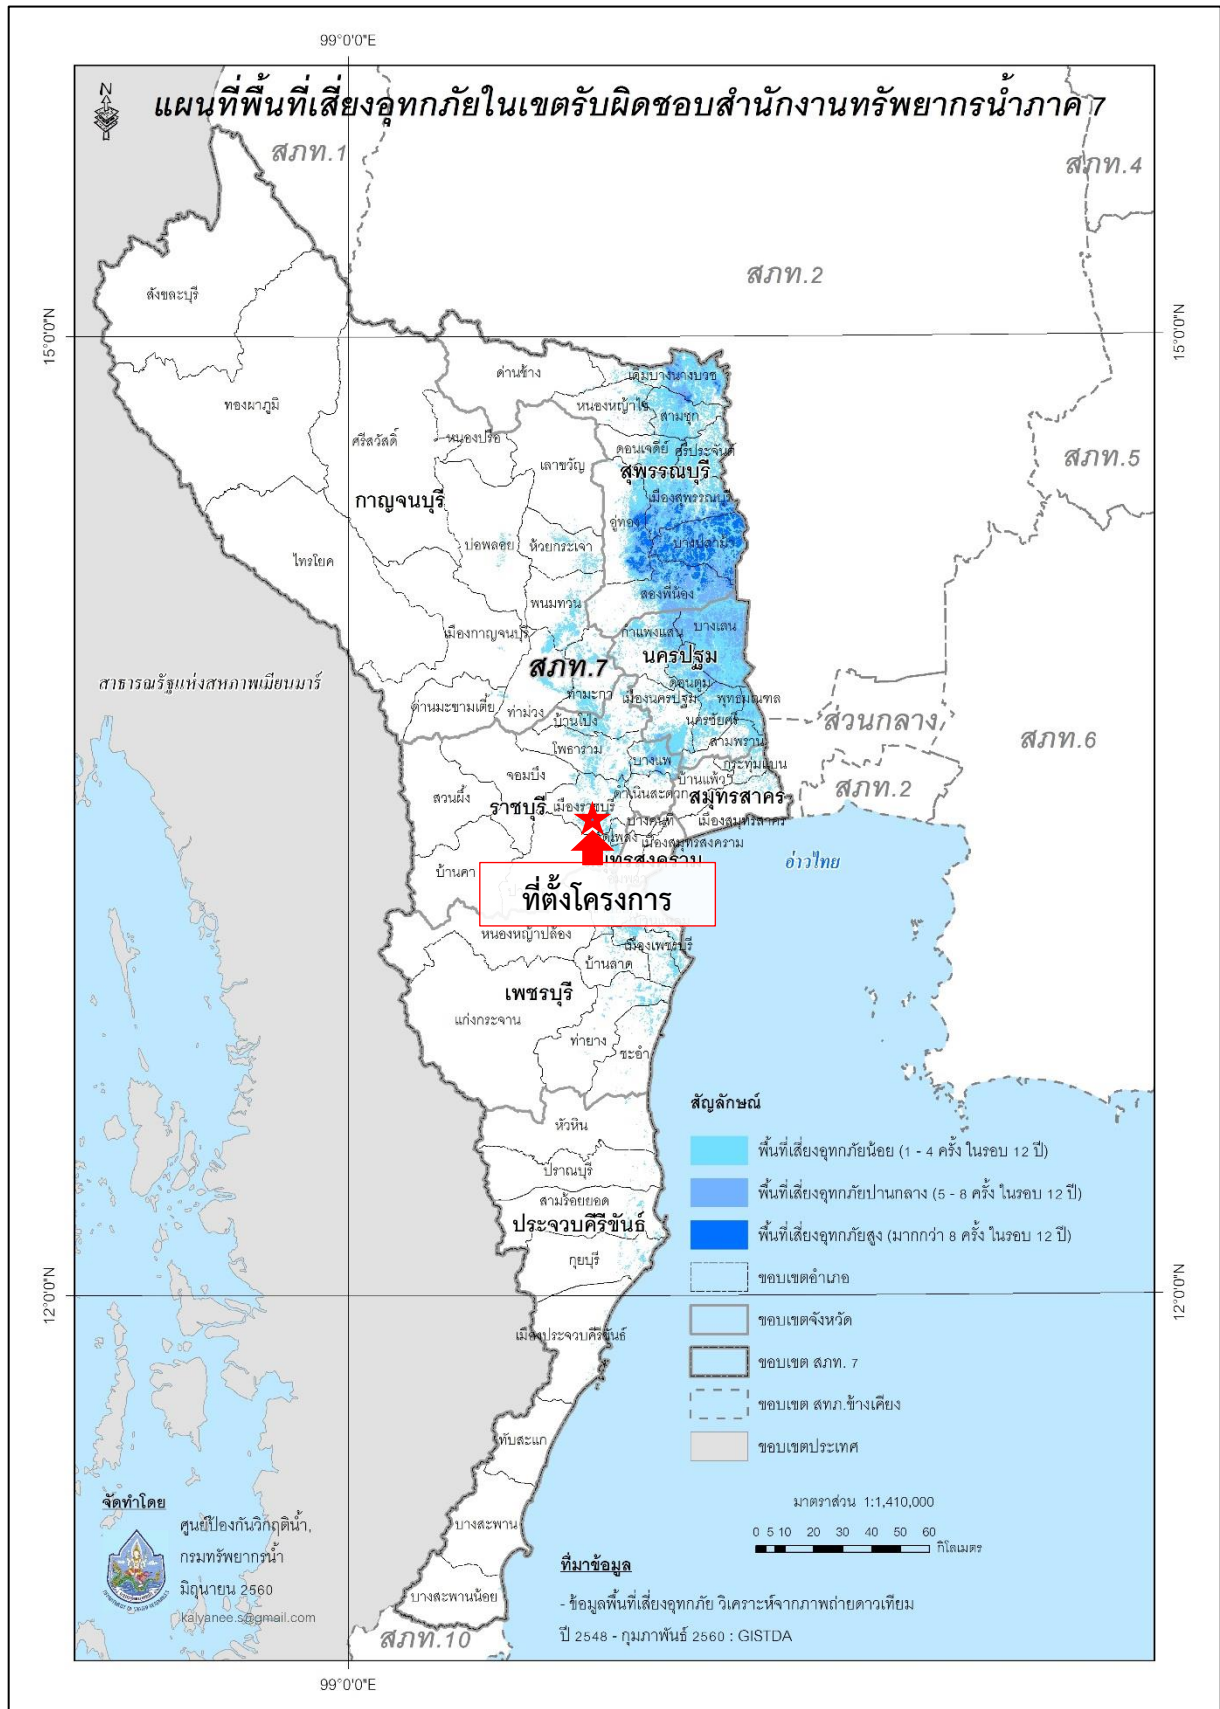 99°0'0"E
แผนที่พื้นที่เสี่ยงอุทกภัยในเขตรับผิดชอบสำนักงานทรัพยากรน้ำภาค 7
N
สภท.1
สภท.4
สภท.2
สังขละบุรี
15°0'0"N
15°0'0"N
ด่านช้าง
เดิมบางนางบวช
ทองผาภูมิ
หนองหญ้าไซ
สามชุก
ศรีสวัสดิ์
หนองปรือ
ดอนเจดีย์
ศรีประจันต์
สภท.5
เลาขวัญ
สุพรรณบุรี
กาญจนบุรี
เมืองสุพรรณบุรี
อู่ทอง
บ่อพลอย
ห้วยกระเจา
บางปลาม้า
ไทรโยค
สองพี่น้อง
พนมทวน
เมืองกาญจนบุรี
กำแพงแสน
บางเลน
นครปฐม
สภท.7
สาธารณรัฐแห่งสหภาพเมียนมาร์
ดอนตูม
ท่ามะกา
เมืองนครปฐม
พุทธมณฑล
ด่านมะขามเตี้ย
ท่าม่วง
บ้านโป่ง
นครชัยศรี
ส่วนกลาง
สภท.6
โพธาราม
สามพราน
บางแพ
กระทุ่มแบน
จอมบึง
บ้านแพ้ว
สภท.2
สวนผึ้ง
ดำเนินสะดวก
สมุทรสาคร
ราชบุรี
เมืองราชบุรี
บางคนที
เมืองสมุทรสาคร
เมืองสมุทรสงคราม
บ้านคา
อ่าวไทย
ที่ตั้งโครงการ
หนองหญ้าปล้อง
เมืองเพชรบุรี
บ้านลาด
เพชรบุรี
แก่งกระจาน
ท่ายาง
ชะอำ
สัญลักษณ์
หัวหิน
พื้นที่เสี่ยงอุทกภัยน้อย (1 - 4 ครั้ง ในรอบ 12 ปี)
ปราณบุรี
พื้นที่เสี่ยงอุทกภัยปานกลาง (5 - 8 ครั้ง ในรอบ 12 ปี)
สามร้อยยอด
ประจวบคีรีขันธ์
พื้นที่เสี่ยงอุทกภัยสูง (มากกว่า 8 ครั้ง ในรอบ 12 ปี)
กุยบุรี
ขอบเขตอำเภอ
12°0'0"N
12°0'0"N
ขอบเขตจังหวัด
เมืองประจวบคีรีขันธ์
ขอบเขต สภท. 7
ขอบเขต สทภ.ข้างเคียง
ทับสะแก
ขอบเขตประเทศ
จัดทำโดย
มาตราส่วน 1:1,410,000
ศูนย์ป้องกันวิกฤติน้ำ,
บางสะพาน
0 5 10 20 30 40 50 60
กิโลเมตร
กรมทรัพยากรน้ำ
ที่มาข้อมูล
มิถุนายน 2560
บางสะพานน้อย
- ข้อมูลพื้นที่เสี่ยงอุทกภัย วิเคราะห์จากภาพถ่ายดาวเทียม
kalyanee.s@gmail.com
ปี 2548 - กุมภาพันธ์ 2560 : GISTDA
สภท.10
99°0'0"E